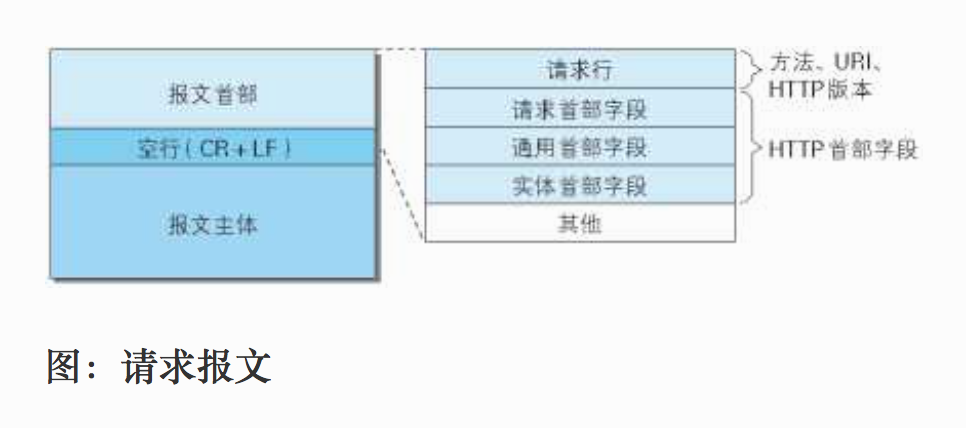 报文首部
空行(CR+LF)
报文主体
请求行
请求首部字段
通用首部字段
实体首部字段
其他
方法、URI、
HTTP版本
HTTP首部字段
图：请求报文